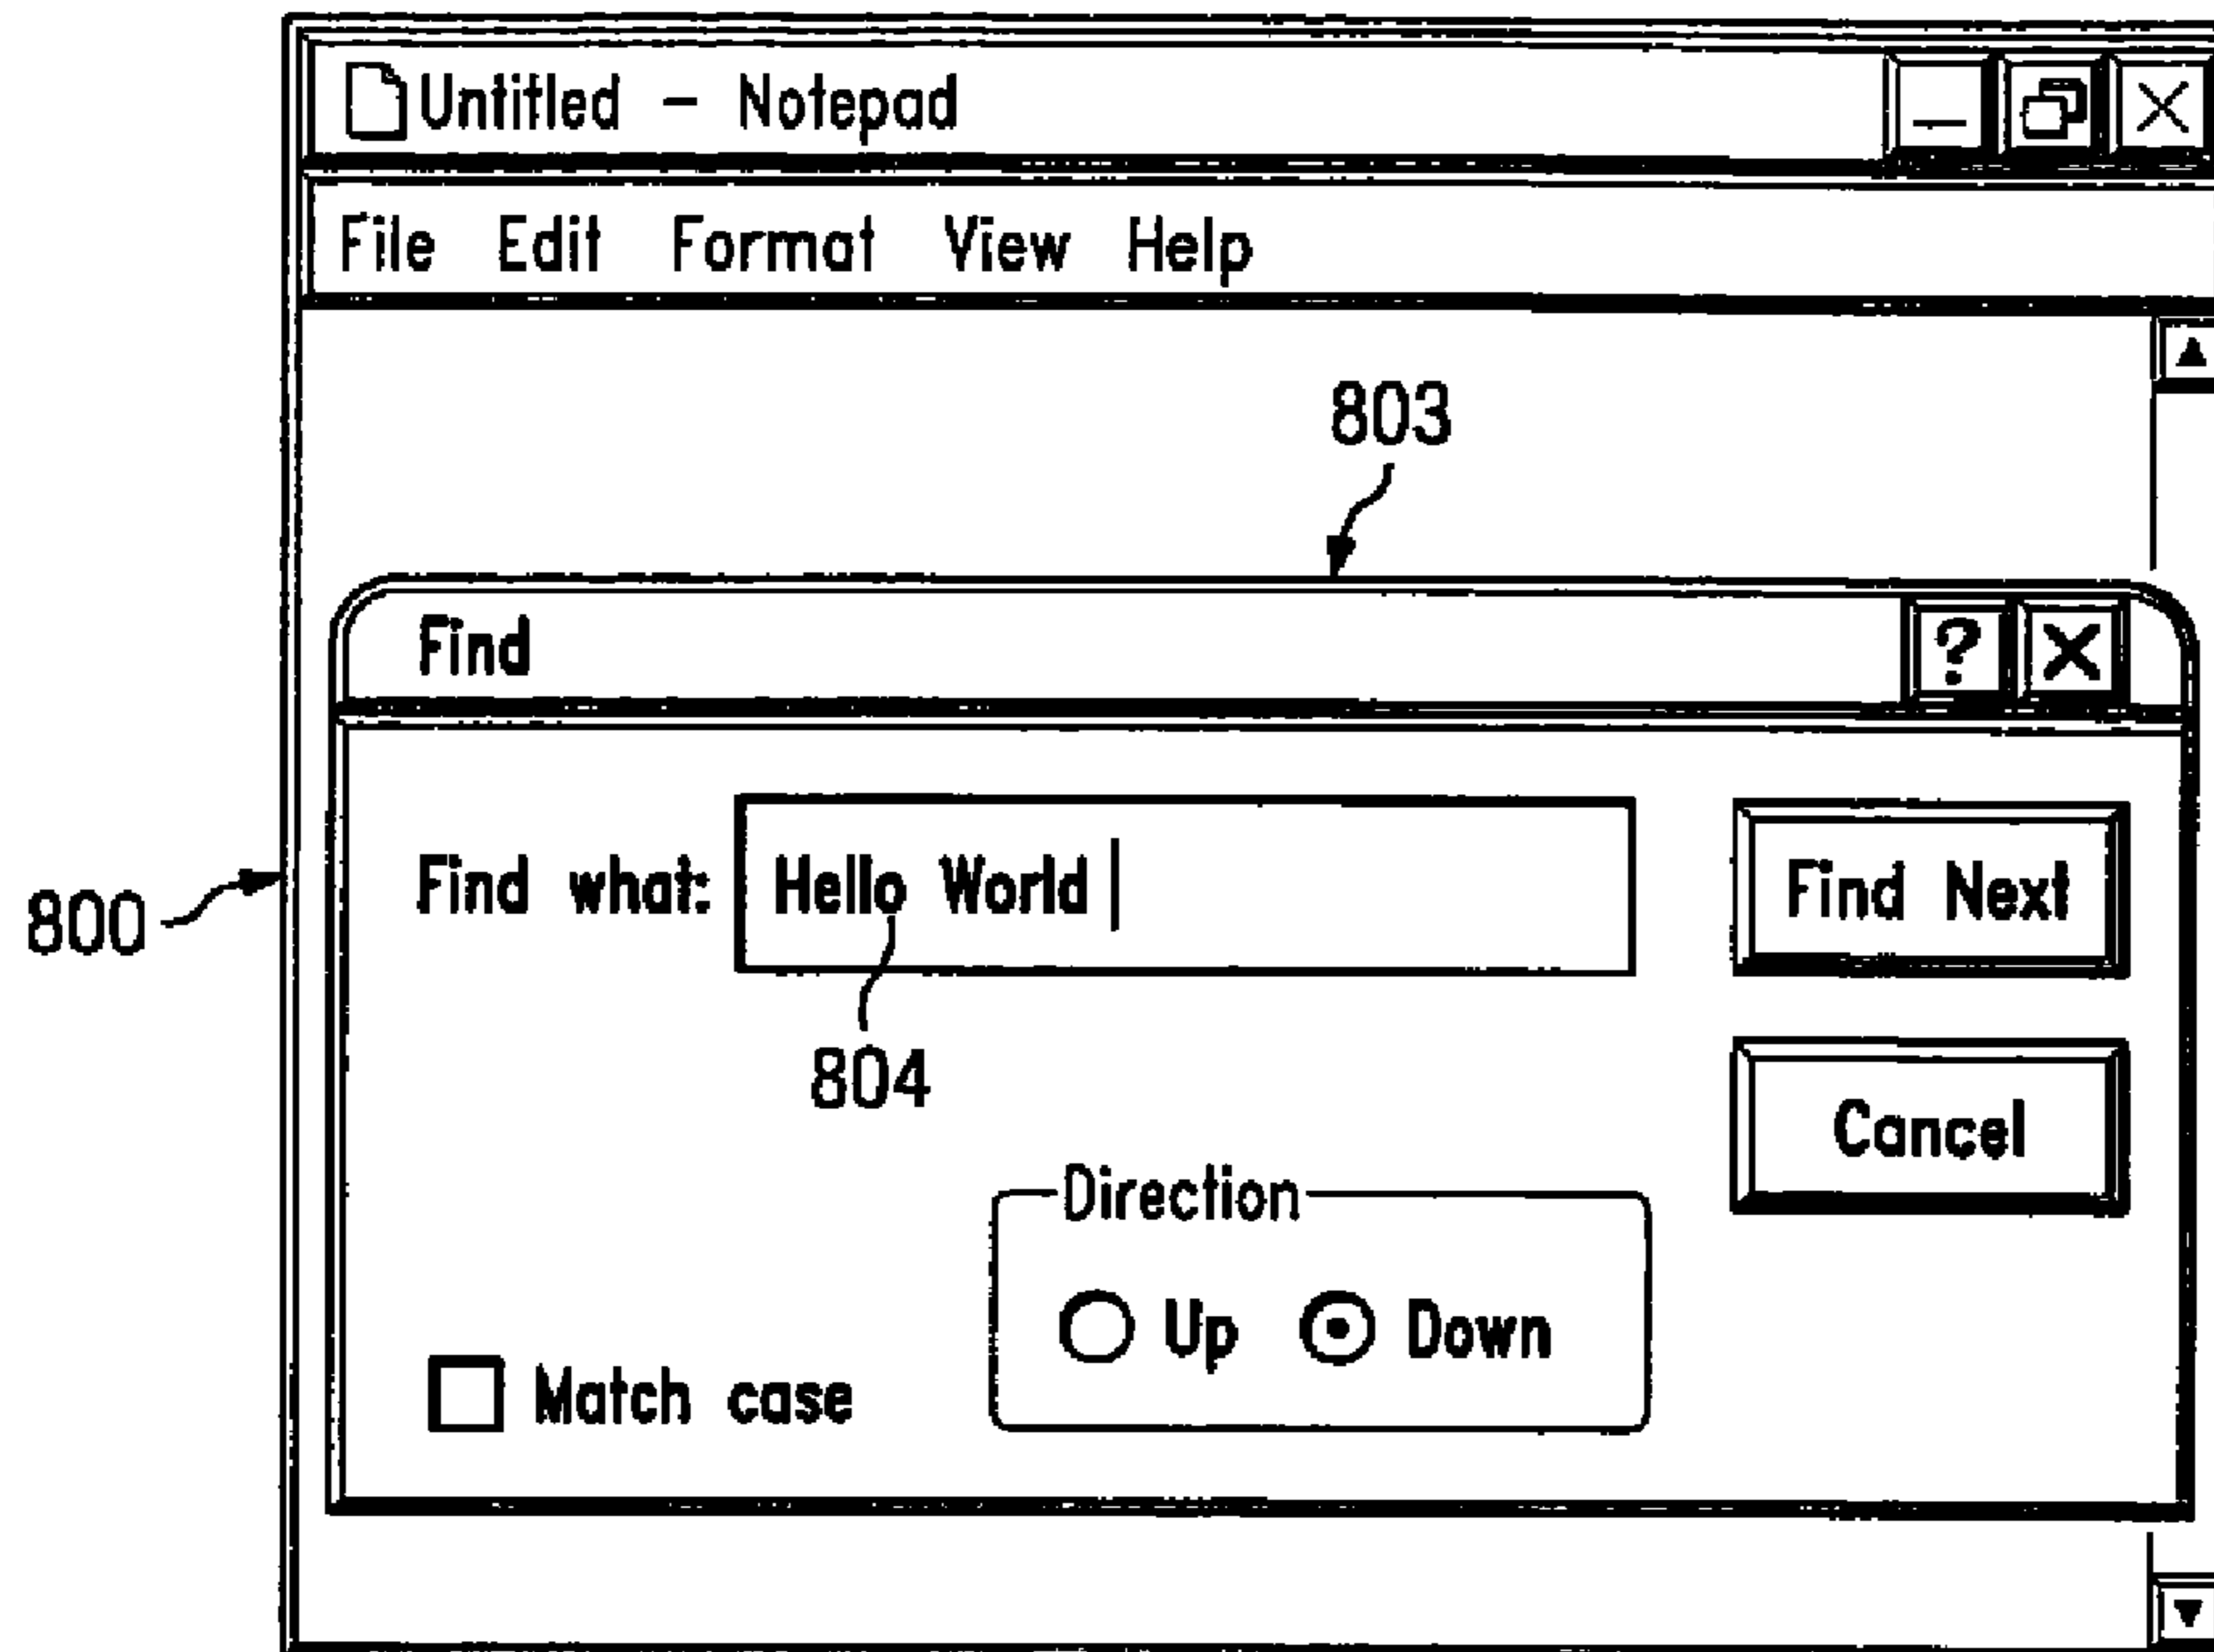 Untitled - Notepad
File Edit Format View Help
803
Find ?
Find what: Hello World Find Next
800
804
Cancel
Direction
Up Down
Match case